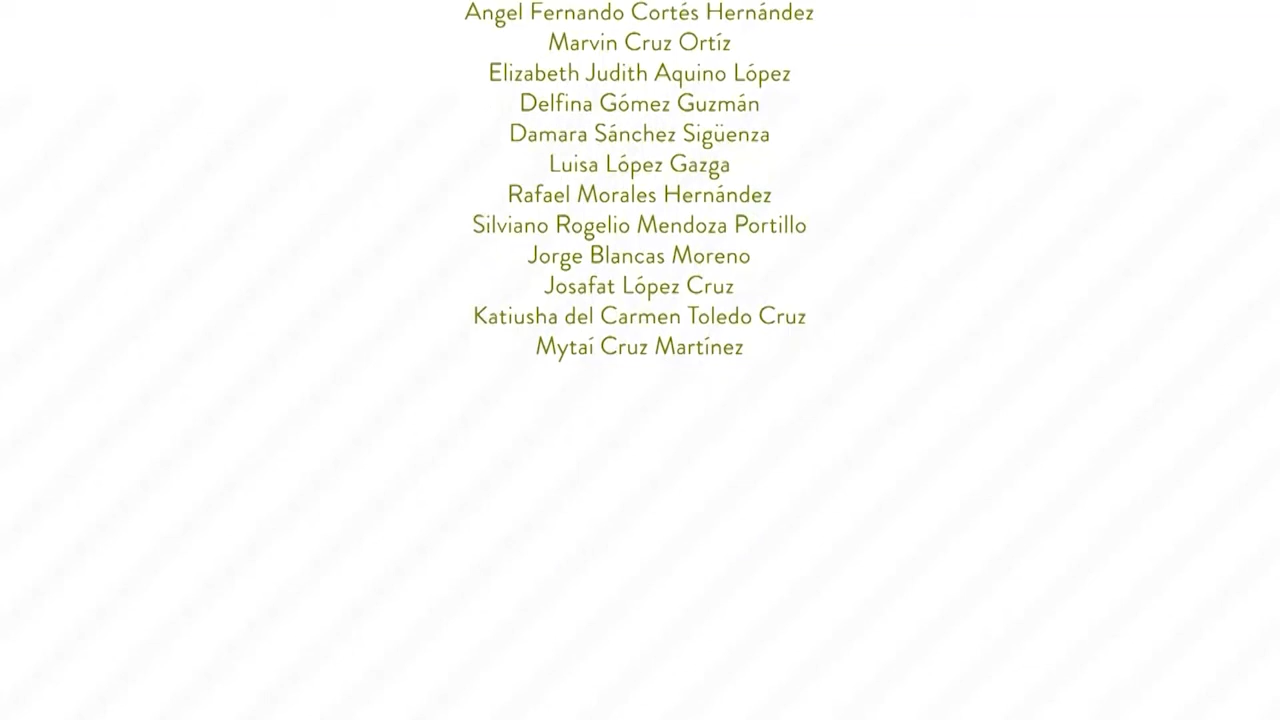 Angel Fernando Cortés Hernández
Marvin Cruz Ortíz
Elizabeth Judith Aquino López
Delfina Gómez Guzmán
Damara Sánchez Sigüenza
Luisa López Gazga
Rafael Morales Hernández
Silviano Rogelio Mendoza Portillo
Jorge Blancas Moreno
Josafat López Cruz
Katiusha del Carmen Toledo Cruz
Mytaí Cruz Martínez